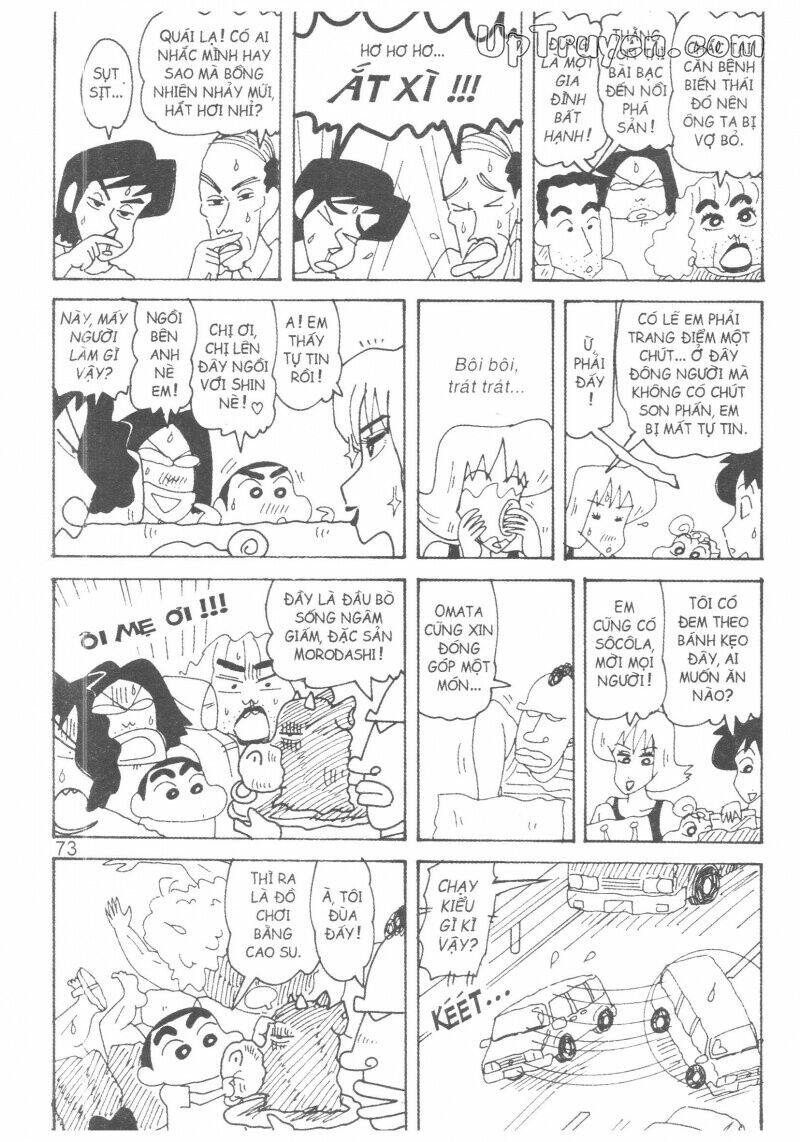 UpTruyen.com
CĂN BỆNH
BIẾN THÁI
ĐÓ NÊN
ÔNG TA BỊ
VỢ BỎ.
THẰNG
BÀI BẠC
ĐẾN NỔI
PHÁ
SẢN!
ĐÚNG
LÀ MỘT
GIA
ĐÌNH
BẤT
HẠNH!
HƠ HƠ HƠ...
ẮT XÌ !!!
QUÁI LẠ! CÓ AI
NHẮC MÌNH HAY
SAO MÀ BỖNG
NHIÊN NHẢY MŨI,
HẮT HƠI NHỈ?
SỤT
SỊT...
CÓ LẼ EM PHẢI
TRANG ĐIỂM MỘT
CHÚT... Ở ĐÂY
ĐÔNG NGƯỜI MÀ
KHÔNG CÓ CHÚT
SON PHẤN, EM
BỊ MẤT TỰ TIN.
Ừ,
PHẢI
ĐẤY
!
Bôi bôi,
trát trát...
A! EM
THẤY
TỰ TIN
RỒI!
CHỊ ƠI,
CHỊ LÊN
ĐÂY NGỒI
VỚI SHIN
NÈ! ♡
NGỒI
BÊN
ANH
NÈ
EM!
NÀY, MẤY
NGƯỜI
LÀM GÌ
VẬY?
TÔI CÓ
ĐEM THEO
BÁNH KẸO
ĐÂY, AI
MUỐN ĂN
NÀO?
EM
CŨNG CÓ
SÔCÔLA,
MỜI MỌI
NGƯỜI!
OMATA
CŨNG XIN
ĐÓNG
GÓP MỘT
MÓN...
ĐÂY LÀ ĐẦU BÒ
SỐNG NGÂM
GIẤM, ĐẶC SẢN
MORODASHI!
ÔI MẸ ƠI !!!
73
CHẠY
KIỂU
GÌ KÌ
VẬY?
KÉÉT...
À, TÔI
ĐÙA
ĐẤY!
THÌ RA
LÀ ĐỒ
CHƠI
BẰNG
CAO SU.